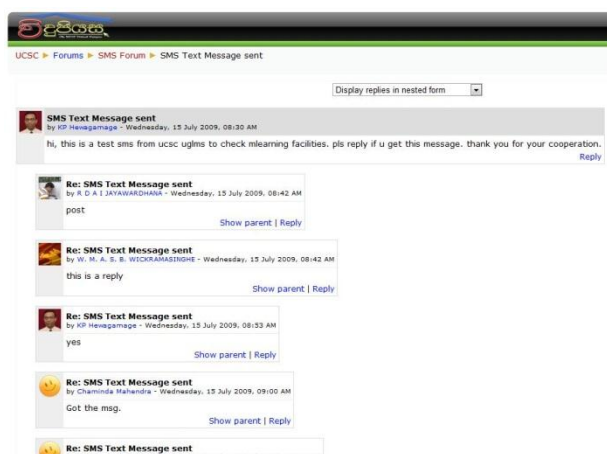 විදුපියස
UCSC ► Forums ► SMS Forum ► SMS Text Message sent
Display replies in nested form
SMS Text Message sent
by KP Hewagamage - Wednesday, 15 July 2009, 08:30 AM
hi, this is a test sms from ucsc uglms to check mlearning facilities. pls reply if u get this message. thank you for your cooperation.
Reply
Re: SMS Text Message sent
by R D A I JAYAWARDHANA - Wednesday, 15 July 2009, 08:42 AM
post
Show parent | Reply
Re: SMS Text Message sent
by W. M. A. S. B. WICKRAMASINGHE - Wednesday, 15 July 2009, 08:42 AM
this is a reply
Show parent | Reply
Re: SMS Text Message sent
by KP Hewagamage - Wednesday, 15 July 2009, 08:33 AM
yes
Show parent | Reply
Re: SMS Text Message sent
by Chaminda Mahendra - Wednesday, 15 July 2009, 09:00 AM
Got the msg.
Show parent | Reply
Re: SMS Text Message sent